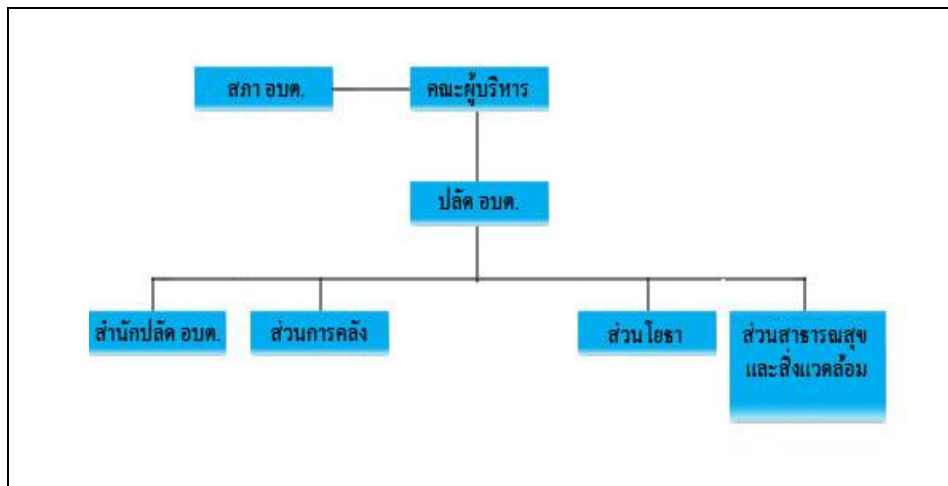 สภา อบต.
คณะผู้บริหาร
ปลัด อบต.
สำนักปลัด อบต.
ส่วนการคลัง
ส่วนโยธา
ส่วนสาธารณสุข
และสิ่งแวดล้อม